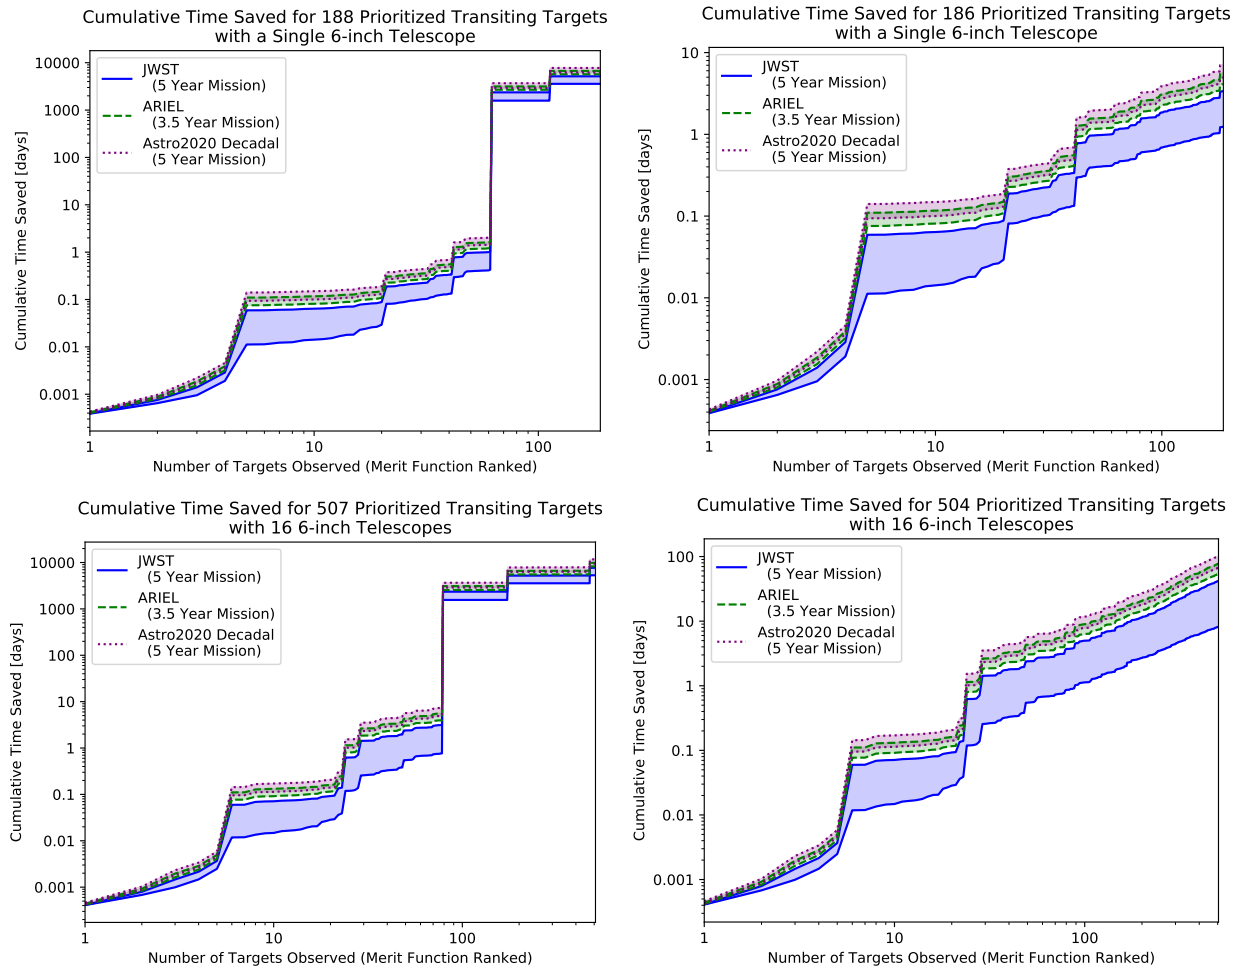 Cumulative Time Saved for 188 Prioritized Transiting Targets
with a Single 6-inch Telescope
JWST
(5 Year Mission)
ARIEL
(3.5 Year Mission)
Astro2020 Decadal
(5 Year Mission)
10000
1000
100
10
1
0.1
0.01
0.001
Cumulative Time Saved [days]
1
10
100
Number of Targets Observed (Merit Function Ranked)
Cumulative Time Saved for 186 Prioritized Transiting Targets
with a Single 6-inch Telescope
JWST
(5 Year Mission)
ARIEL
(3.5 Year Mission)
Astro2020 Decadal
(5 Year Mission)
10
1
0.1
0.01
0.001
Cumulative Time Saved [days]
1
10
100
Number of Targets Observed (Merit Function Ranked)
Cumulative Time Saved for 507 Prioritized Transiting Targets
with 16 6-inch Telescopes
JWST
(5 Year Mission)
ARIEL
(3.5 Year Mission)
Astro2020 Decadal
(5 Year Mission)
10000
1000
100
10
1
0.1
0.01
0.001
Cumulative Time Saved [days]
1
10
100
Number of Targets Observed (Merit Function Ranked)
Cumulative Time Saved for 504 Prioritized Transiting Targets
with 16 6-inch Telescopes
JWST
(5 Year Mission)
ARIEL
(3.5 Year Mission)
Astro2020 Decadal
(5 Year Mission)
100
10
1
0.1
0.01
0.001
Cumulative Time Saved [days]
1
10
100
Number of Targets Observed (Merit Function Ranked)